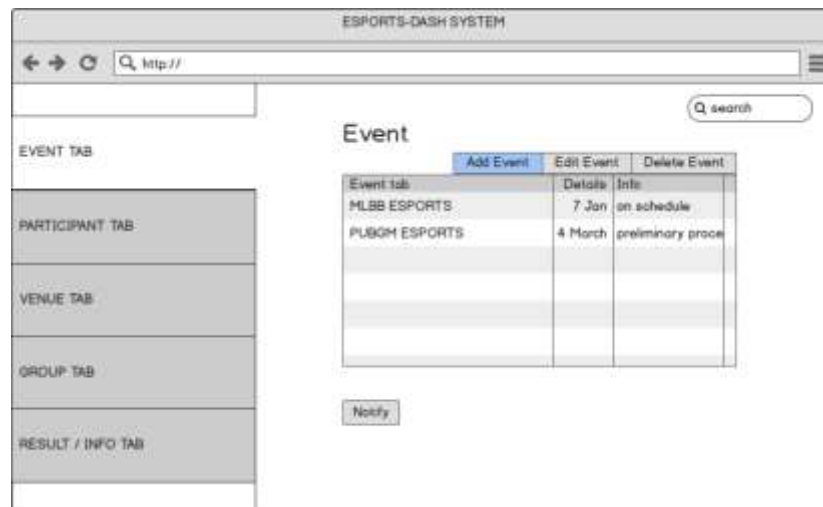 ESPORTS-DASH SYSTEM
http://
search
EVENT TAB
Event
Add Event Edit Event Delete Event
Event tab Details Info
MLBB ESPORTS 7 Jan on schedule
PARTICIPANT TAB
PUBGM ESPORTS 4 March preliminary proce
VENUE TAB
GROUP TAB
Notify
RESULT / INFO TAB